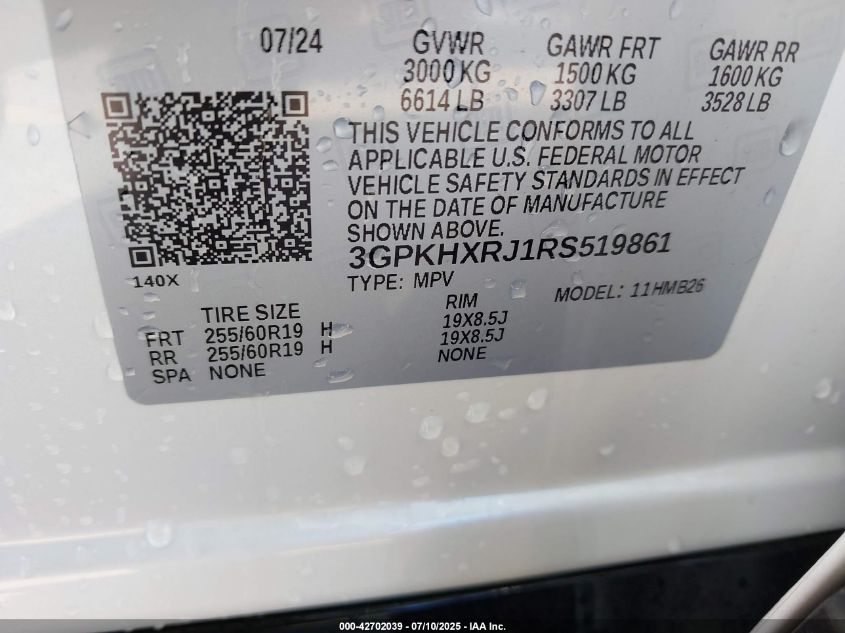 07/24 GVWR GAWR FRT GAWR RR
3000 KG 1500 KG 1600 KG
6614 LB 3307 LB 3528 LB
THIS VEHICLE CONFORMS TO ALL
APPLICABLE U.S. FEDERAL MOTOR
VEHICLE SAFETY STANDARDS IN EFFECT
ON THE DATE OF MANUFACTURE
SHOWN ABOVE.
3GPKHXRJ1RS519861
140X TYPE: MPV MODEL: 11HMB26
TIRE SIZE RIM
FRT 255/60R19 H 19X8.5J
RR 255/60R19 H 19X8.5J
SPA NONE NONE
000-42702039 - 07/10/2025 - IAA Inc.